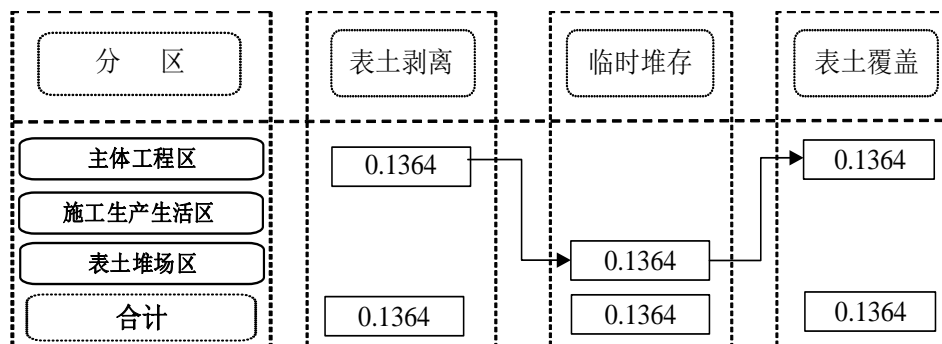 分 区 表土剥离 临时堆存 表土覆盖
主体工程区 0.1364 0.1364
施工生产生活区
表土堆场区 0.1364
合计 0.1364 0.1364 0.1364